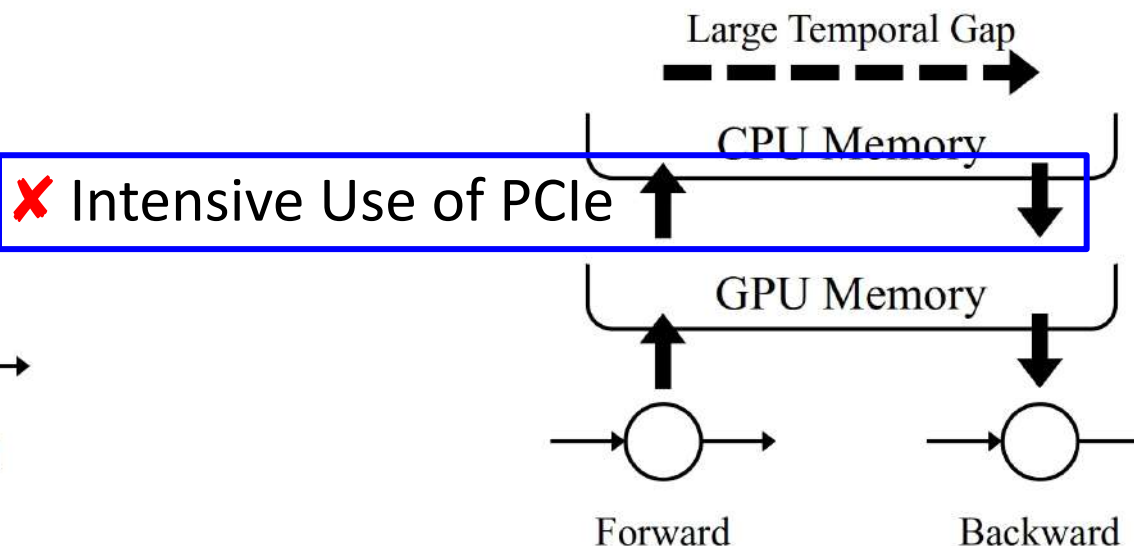 Large Temporal Gap
CPU Memory
✘ Intensive Use of PCIe
GPU Memory
Forward
Backward